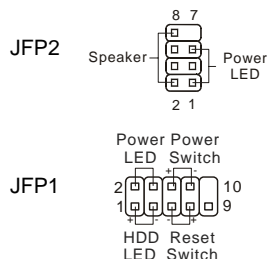 8 7
JFP2
Speaker
Power
LED
2 1
Power Power
LED Switch
+ -
JFP1
2 10
1 9
+ - - +
HDD Reset
LED Switch